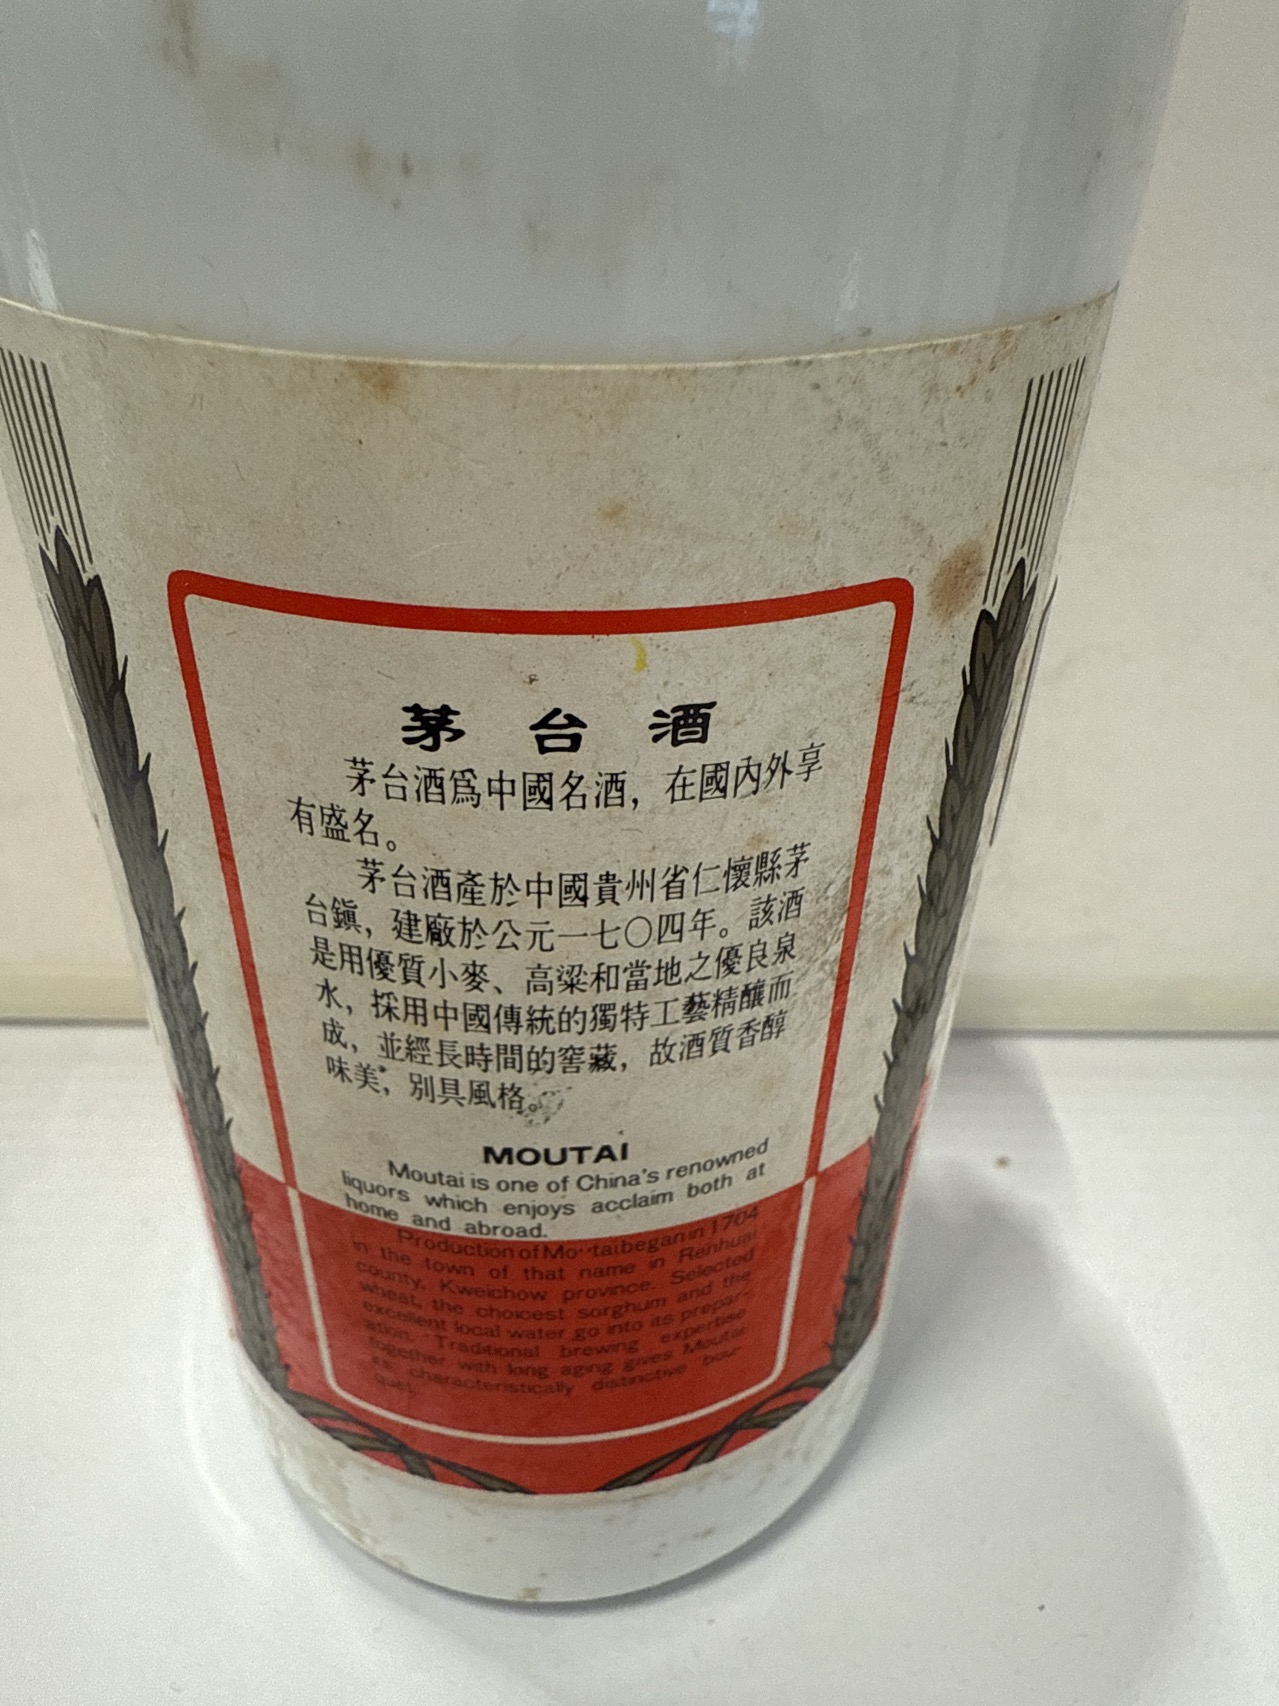 茅台酒
茅台酒爲中國名酒，在國內外享
有盛名。
茅台酒產於中國貴州省仁懷縣茅
台鎭，建廠於公元一七〇四年。該酒
是用優質小麥、高粱和當地之優良泉
水，採用中國傳統的獨特工藝精釀而
成，並經長時間的窖藏，故酒質香醇
味美，別具風格。
MOUTAI
Moutai is one of China's renowned
liquors which enjoys acclaim both at
home and abroad.
Production of Mo··tai began in 1704
in the town of that name in Renhuai
county, Kweichow province. Selected
wheat, the choicest sorghum and the
excellent local water go into its prepar-
ation. Traditional brewing expertise
together with long aging gives Moutai
its characteristically distinctive bou-
quet.